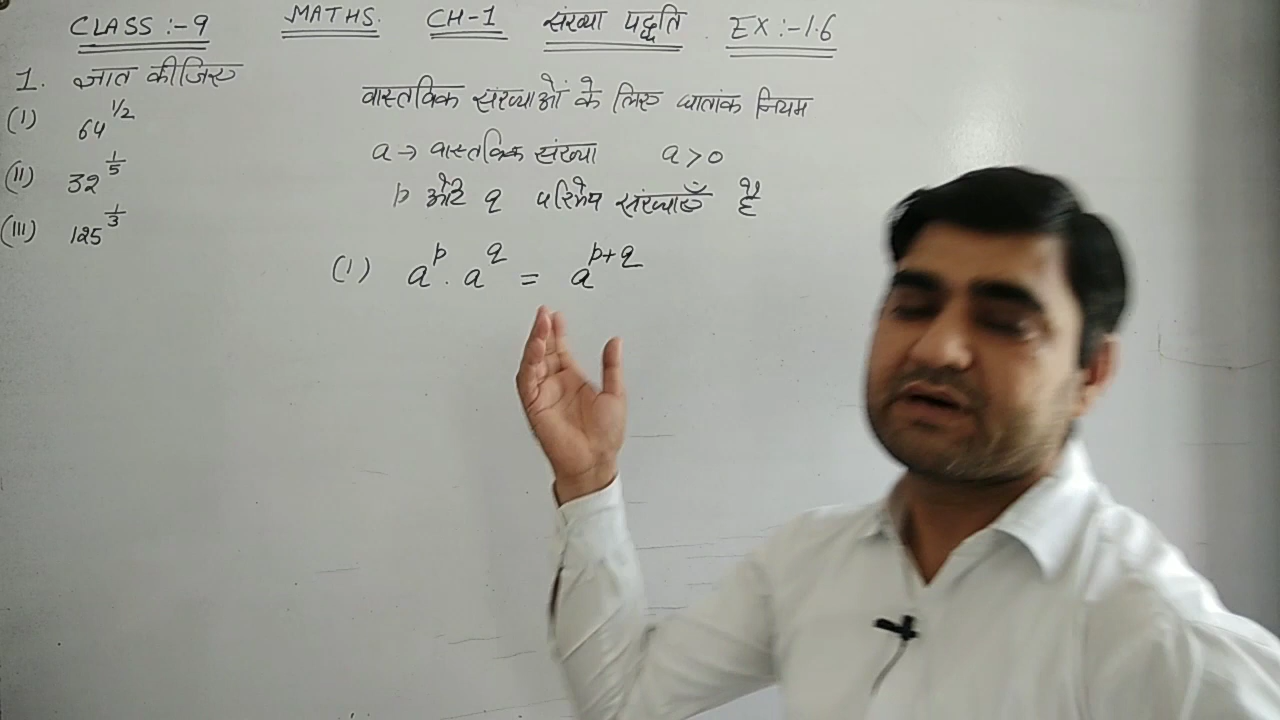 CLASS :- 9 MATHS. CH-1 संख्या पद्धति. EX :- 1.6
1. ज्ञात कीजिए
(I) 64^1/2
(II) 32^1/5
(III) 125^1/3
वास्तविक संख्याओं के लिए घातांक नियम
a → वास्तविक संख्या a > 0
p और q परिमेय संख्याएँ हैं
(1) a^p . a^q = a^p+q